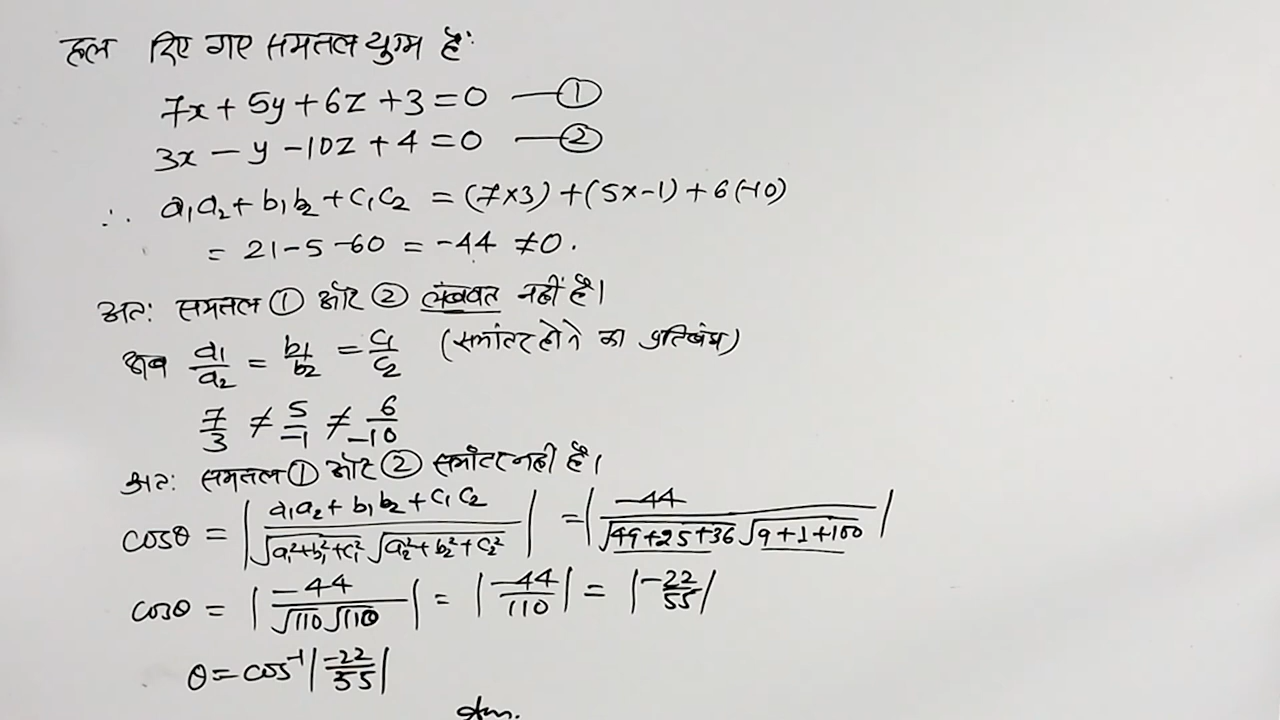 हल दिए गए समतल युग्म हैं:
7x + 5y + 6z + 3 = 0 — ①
3x - y - 10z + 4 = 0 — ②
∴ a₁a₂ + b₁b₂ + c₁c₂ = (7×3) + (5×-1) + 6(-10)
= 21 - 5 - 60 = -44 ≠ 0.
अतः समतल ① और ② लंबवत नहीं है।
अब a₁/a₂ = b₁/b₂ = c₁/c₂ (समांतर होने का प्रतिबंध)
7/3 ≠ 5/-1 ≠ 6/-10
अतः समतल ① और ② समांतर नहीं है।
cosθ = |(a₁a₂ + b₁b₂ + c₁c₂)/(√(a₁²+b₁²+c₁²) √(a₂²+b₂²+c₂²))| = |-44/(√(49+25+36) √(9+1+100))|
cosθ = |-44/(√110 √110)| = |-44/110| = |-22/55|
θ = cos⁻¹|-22/55|
Ans.